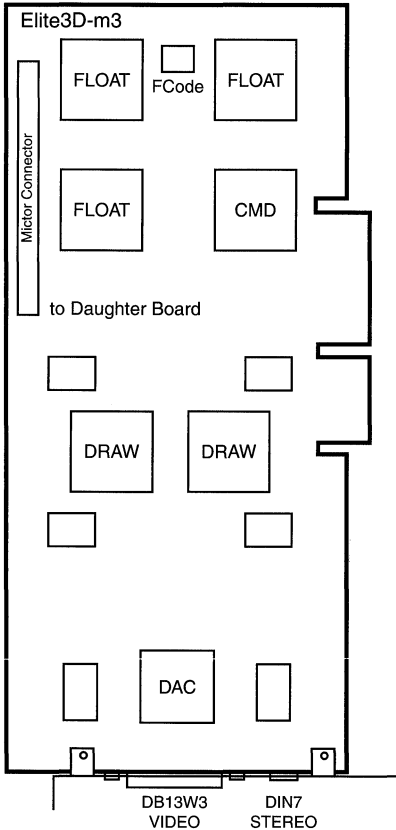 Elite3D-m3
FLOAT
FCode
FLOAT
Mictor Connector
FLOAT
CMD
to Daughter Board
DRAW
DRAW
DAC
DB13W3
VIDEO
DIN7
STEREO